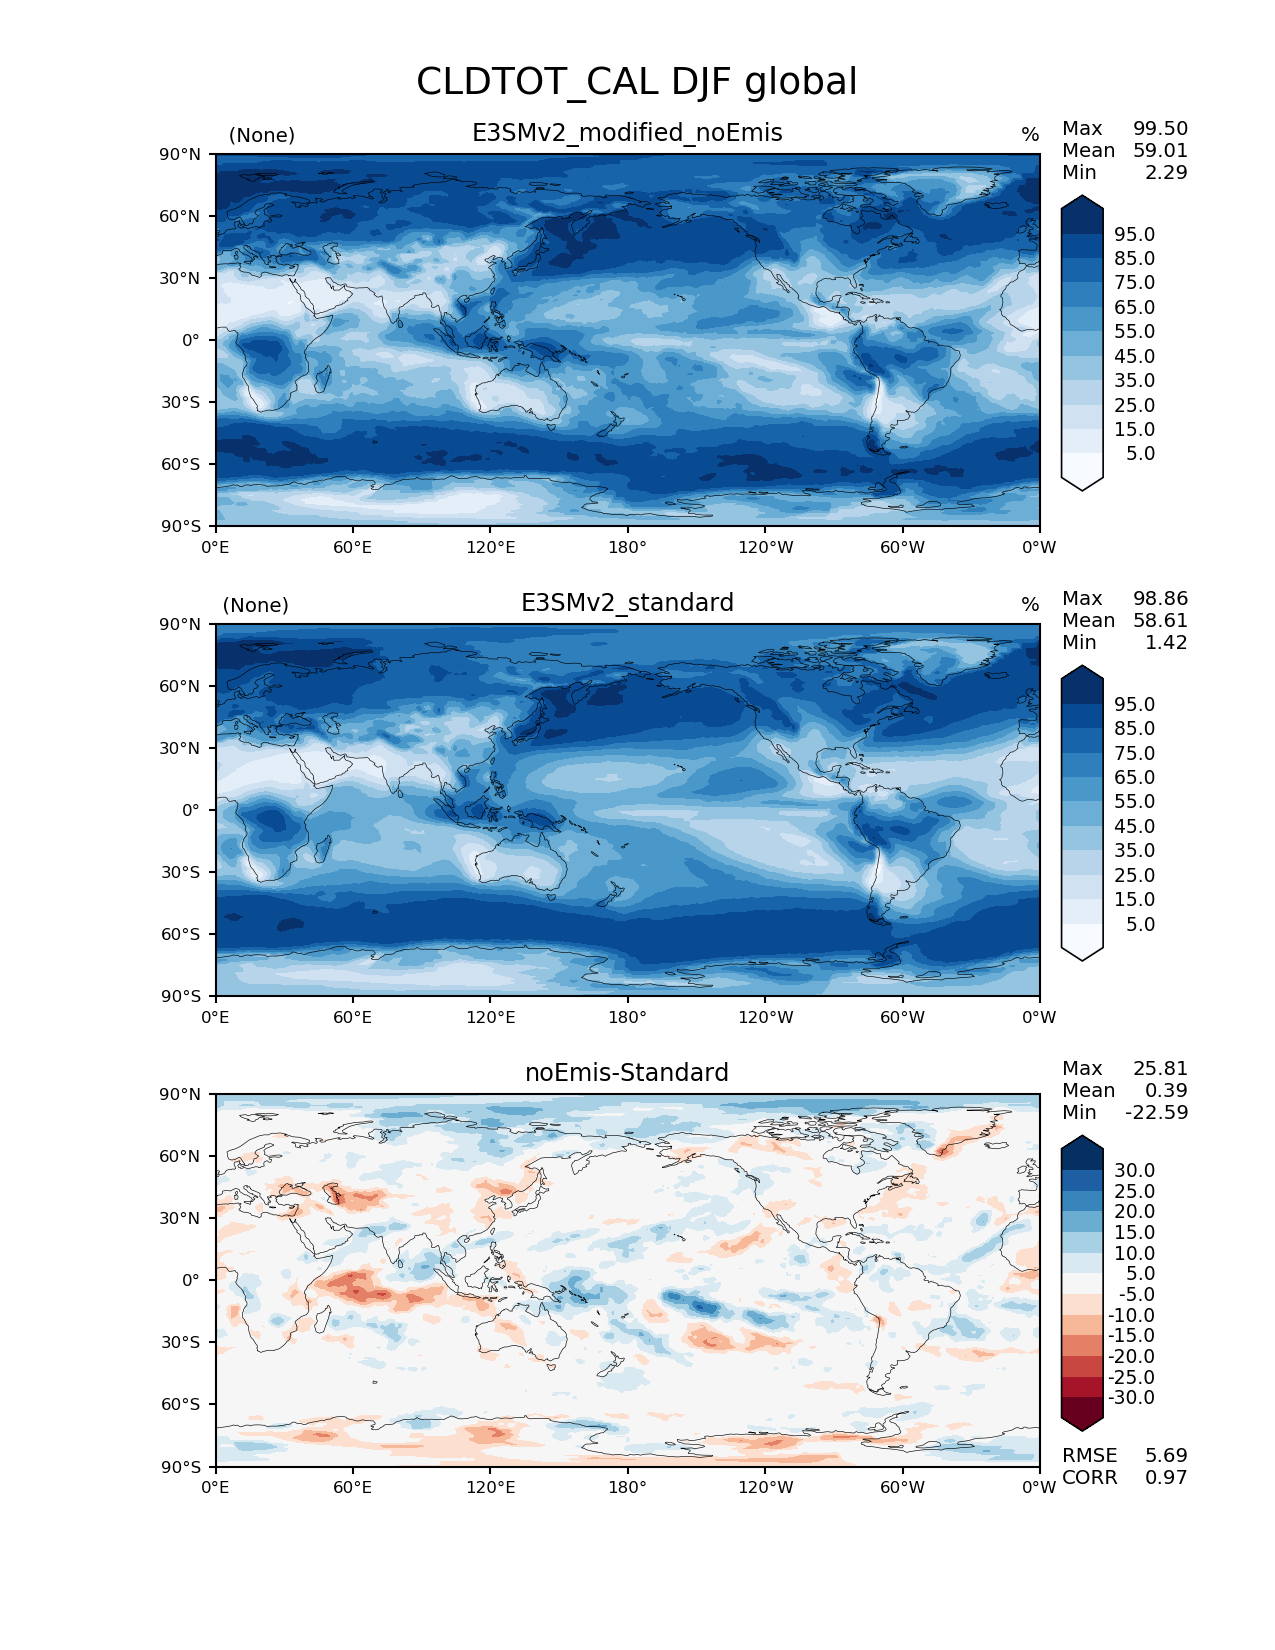 CLDTOT_CAL DJF global
(None) E3SMv2_modified_noEmis %
Max 99.50
Mean 59.01
Min 2.29
90°N
60°N
30°N
0°
30°S
60°S
90°S
0°E 60°E 120°E 180° 120°W 60°W 0°W
95.0
85.0
75.0
65.0
55.0
45.0
35.0
25.0
15.0
5.0
(None) E3SMv2_standard %
Max 98.86
Mean 58.61
Min 1.42
90°N
60°N
30°N
0°
30°S
60°S
90°S
0°E 60°E 120°E 180° 120°W 60°W 0°W
95.0
85.0
75.0
65.0
55.0
45.0
35.0
25.0
15.0
5.0
noEmis-Standard
Max 25.81
Mean 0.39
Min -22.59
90°N
60°N
30°N
0°
30°S
60°S
90°S
0°E 60°E 120°E 180° 120°W 60°W 0°W
30.0
25.0
20.0
15.0
10.0
5.0
-5.0
-10.0
-15.0
-20.0
-25.0
-30.0
RMSE 5.69
CORR 0.97